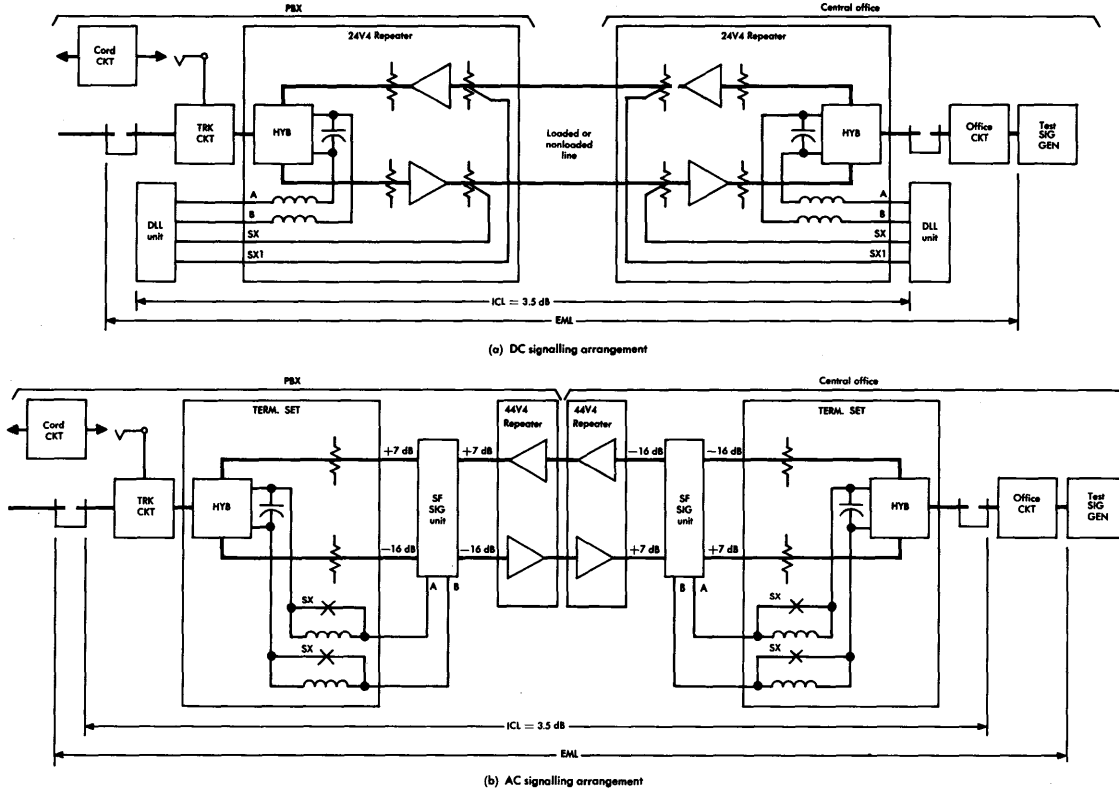 PBX
Central office
24V4 Repeater
24V4 Repeater
Cord
CKT
TRK
CKT
HYB
Loaded or
nonloaded
line
HYB
Office
CKT
Test
SIG
GEN
A
B
SX
SX1
DLL
unit
A
B
SX
SX1
DLL
unit
ICL = 3.5 dB
EML
(a) DC signalling arrangement
PBX
Central office
TERM. SET
44V4
Repeater
44V4
Repeater
TERM. SET
Cord
CKT
+7 dB
+7 dB
−16 dB
−16 dB
TRK
CKT
HYB
SF
SIG
unit
SF
SIG
unit
HYB
Office
CKT
Test
SIG
GEN
−16 dB
−16 dB
+7 dB
+7 dB
A
B
B
A
SX
SX
SX
SX
ICL = 3.5 dB
EML
(b) AC signalling arrangement